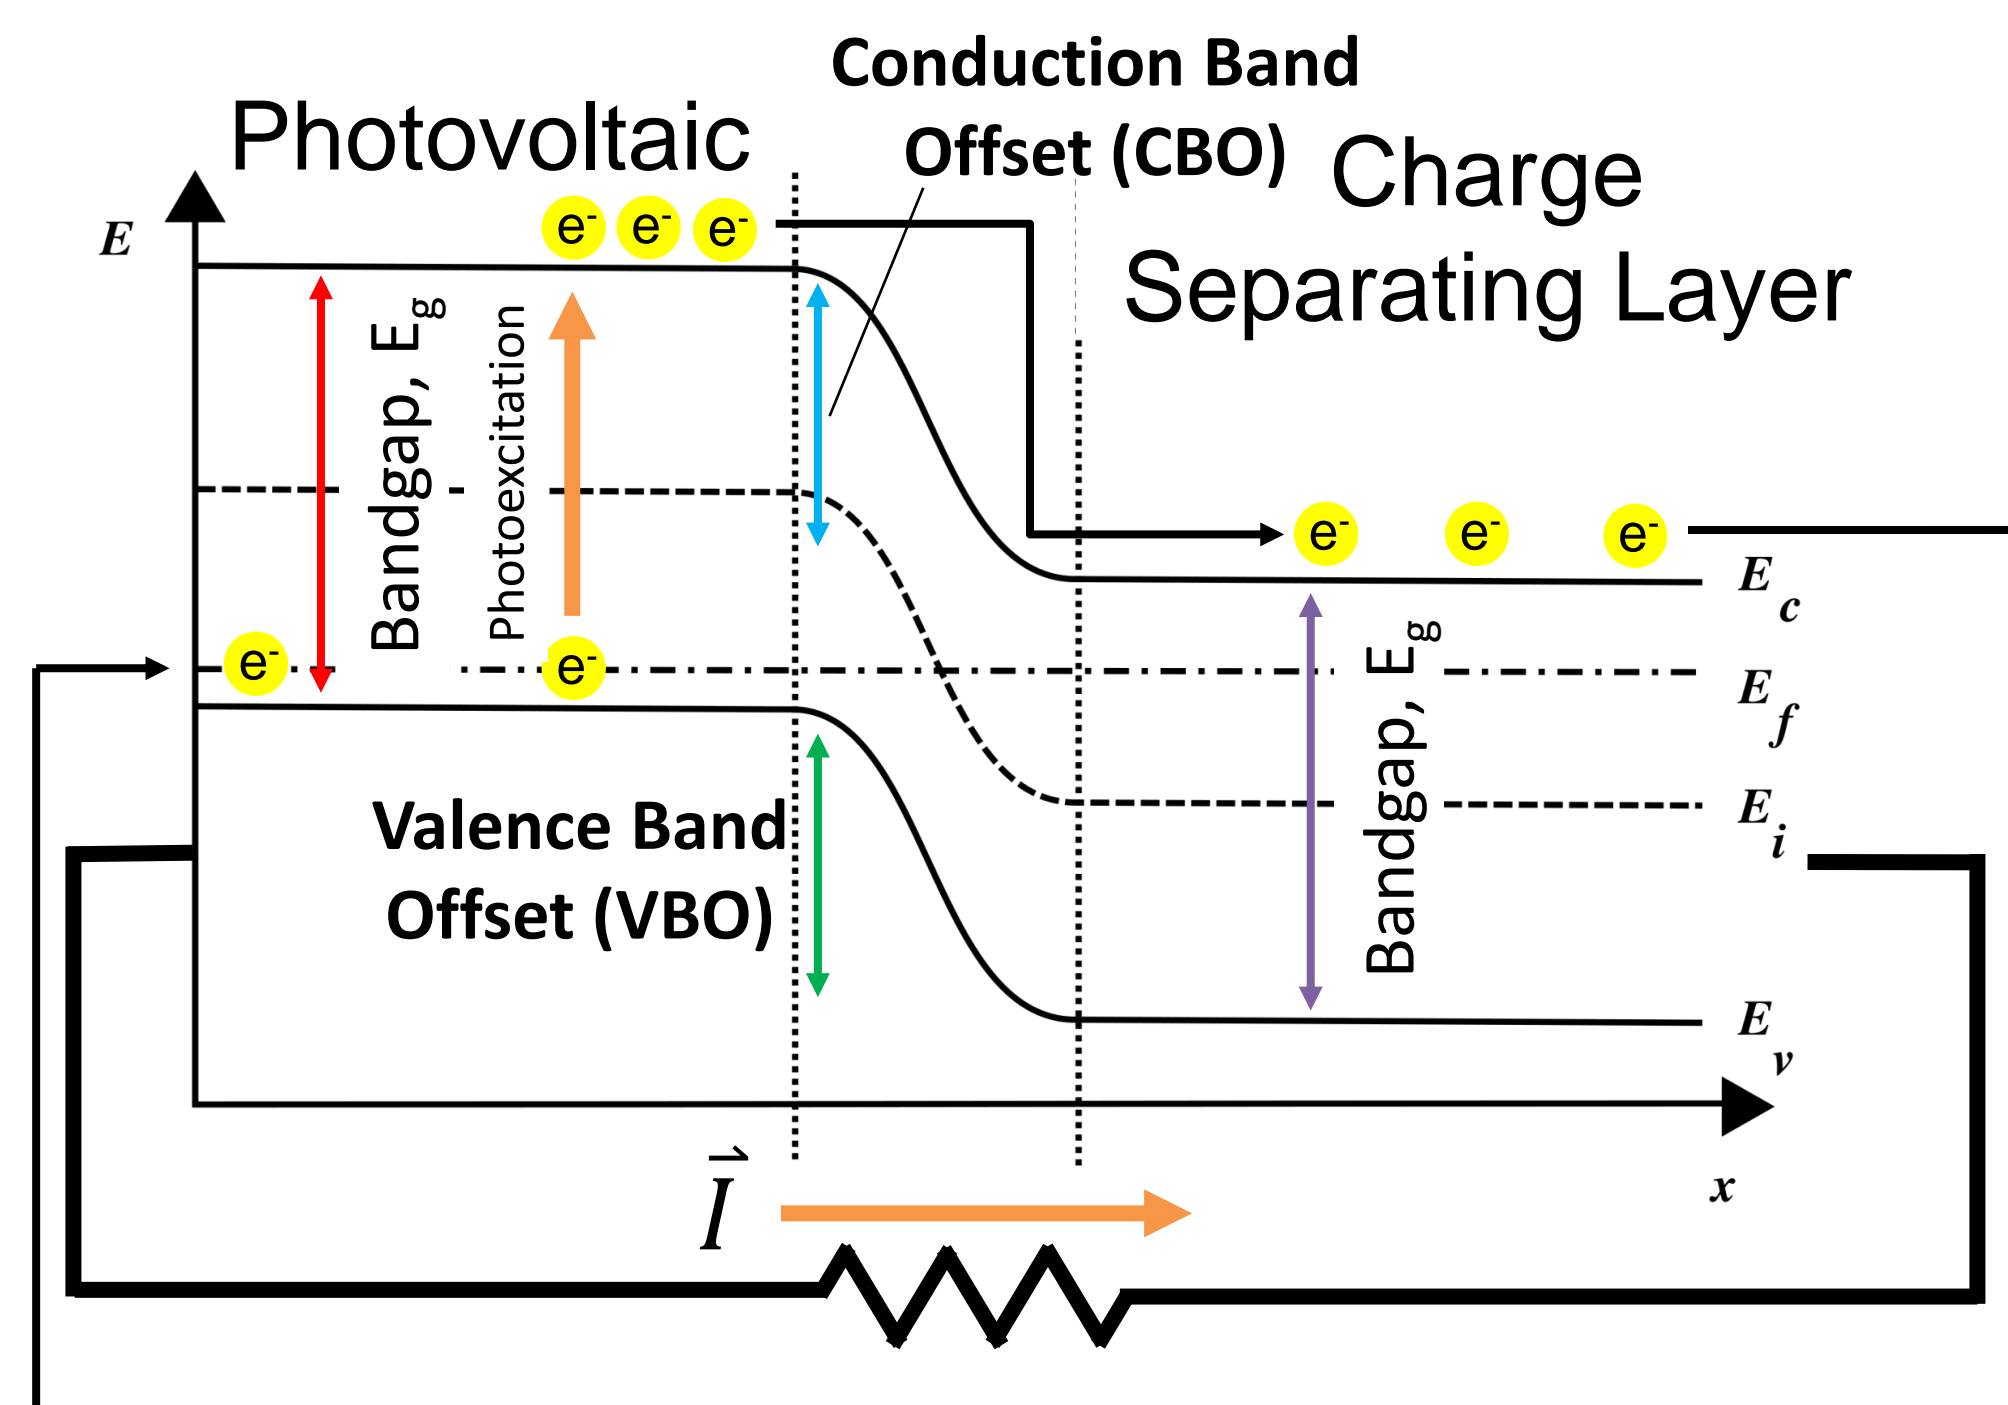 Conduction Band
Offset (CBO)
Photovoltaic
Charge
Separating Layer
E
e- e- e-
Bandgap, Eg
Photoexcitation
e- e- e-
Ec
e-
e-
Bandgap, Eg
Ef
Valence Band
Offset (VBO)
Ei
Ev
x
I